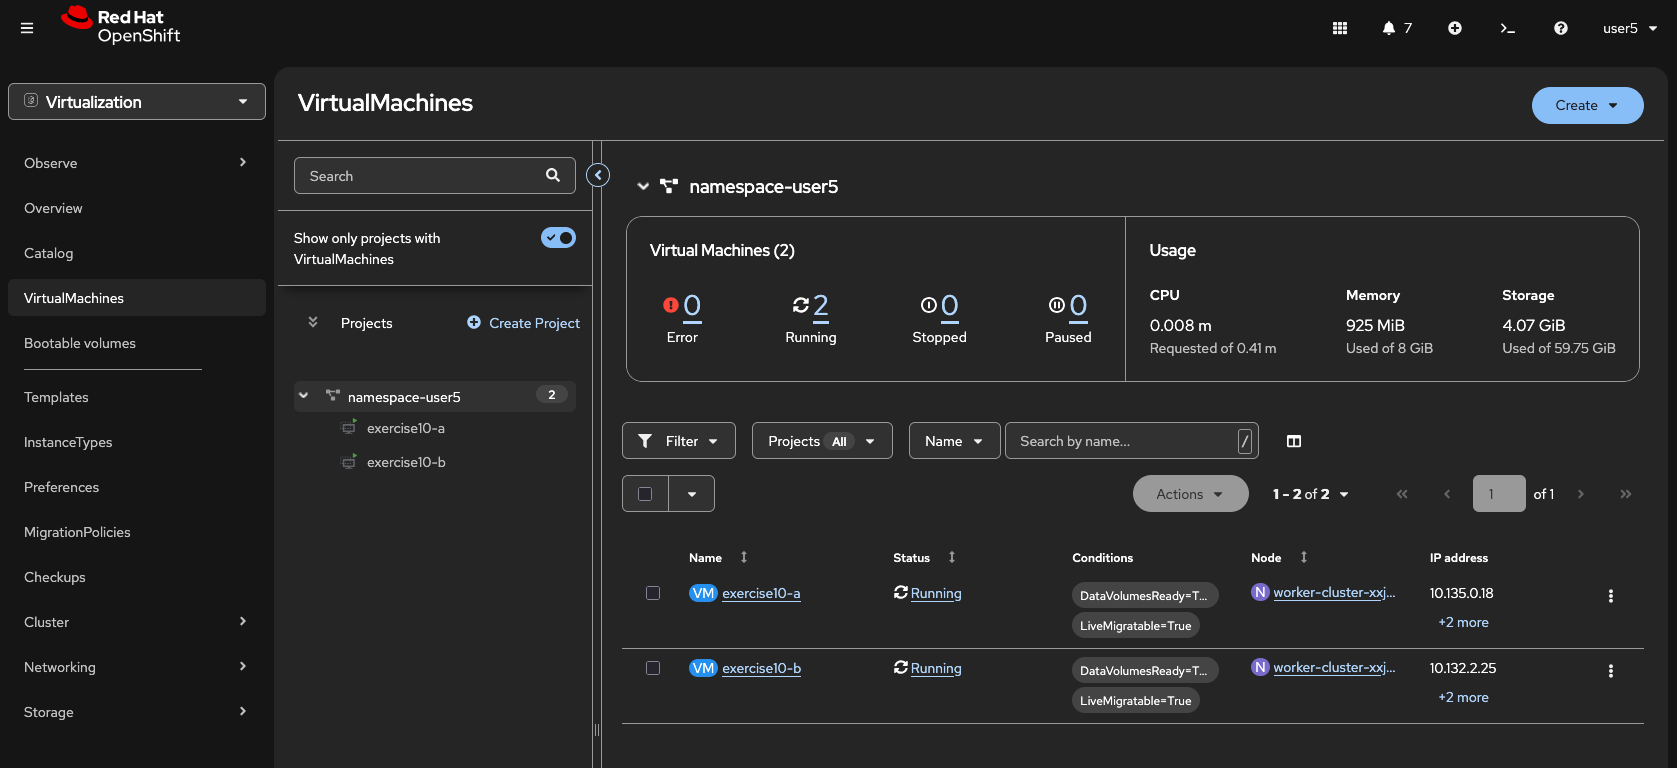 Red Hat
OpenShift
7
user5
Virtualization
Observe
Overview
Catalog
VirtualMachines
Bootable volumes
Templates
InstanceTypes
Preferences
MigrationPolicies
Checkups
Cluster
Networking
Storage
VirtualMachines
Create
Search
Show only projects with
VirtualMachines
Projects
Create Project
namespace-user5 2
exercise10-a
exercise10-b
namespace-user5
Virtual Machines (2)
0
Error
2
Running
0
Stopped
0
Paused
Usage
CPU
0.008 m
Requested of 0.41 m
Memory
925 MiB
Used of 8 GiB
Storage
4.07 GiB
Used of 59.75 GiB
Filter
Projects All
Name
Search by name...
/
Actions
1 - 2 of 2
1 of 1
Name Status Conditions Node IP address
VM exercise10-a Running DataVolumesReady=T... N worker-cluster-xxj... 10.135.0.18
LiveMigratable=True +2 more
VM exercise10-b Running DataVolumesReady=T... N worker-cluster-xxj... 10.132.2.25
LiveMigratable=True +2 more